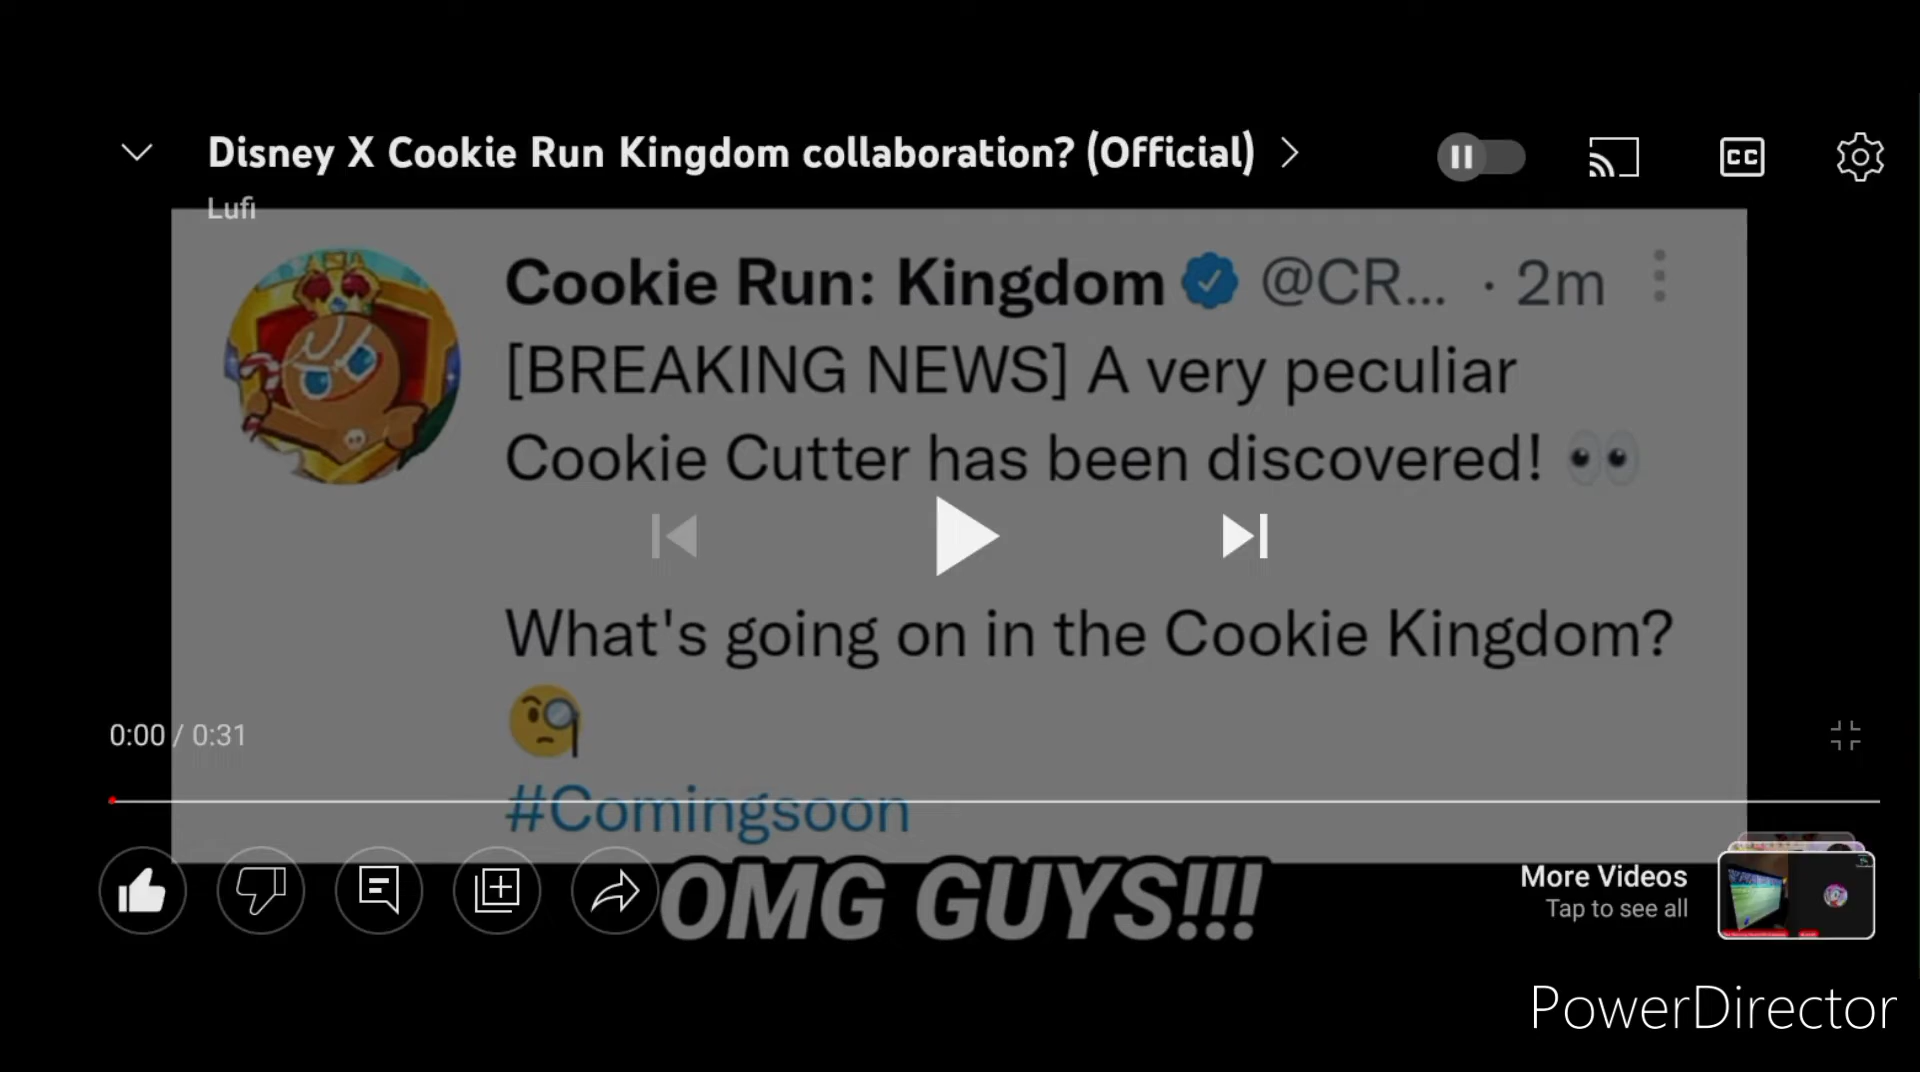 Disney X Cookie Run Kingdom collaboration? (Official)
Lufi
CC
Cookie Run: Kingdom @CR... · 2m
[BREAKING NEWS] A very peculiar
Cookie Cutter has been discovered! 👀
What's going on in the Cookie Kingdom?
🧐
#Comingsoon
0:00 / 0:31
OMG GUYS!!!
More Videos
Tap to see all
PowerDirector